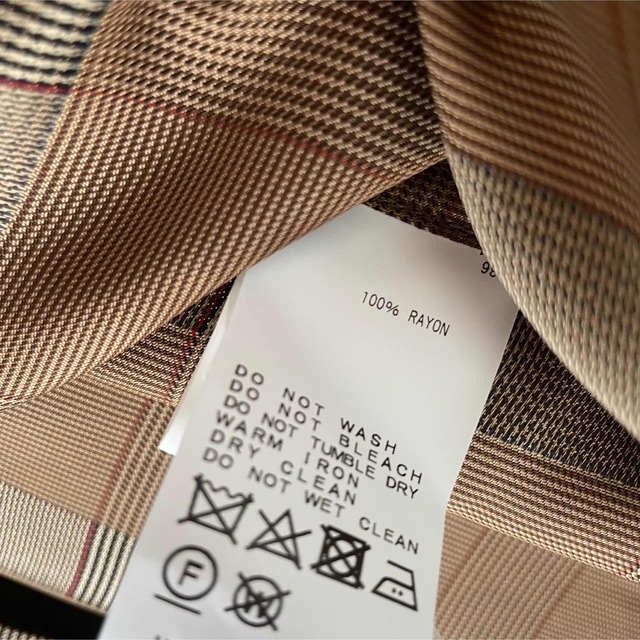 98
100% RAYON
DO NOT WASH
DO NOT BLEACH
DO NOT TUMBLE DRY
WARM IRON
DRY CLEAN
DO NOT WET CLEAN
F
W